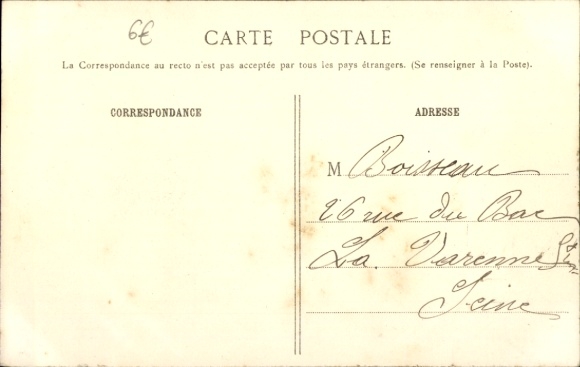 6€
CARTE POSTALE
La Correspondance au recto n'est pas acceptée par tous les pays étrangers. (Se renseigner à la Poste).
CORRESPONDANCE
ADRESSE
M Boisseau
26 rue du Bac
La Varenne
Seine